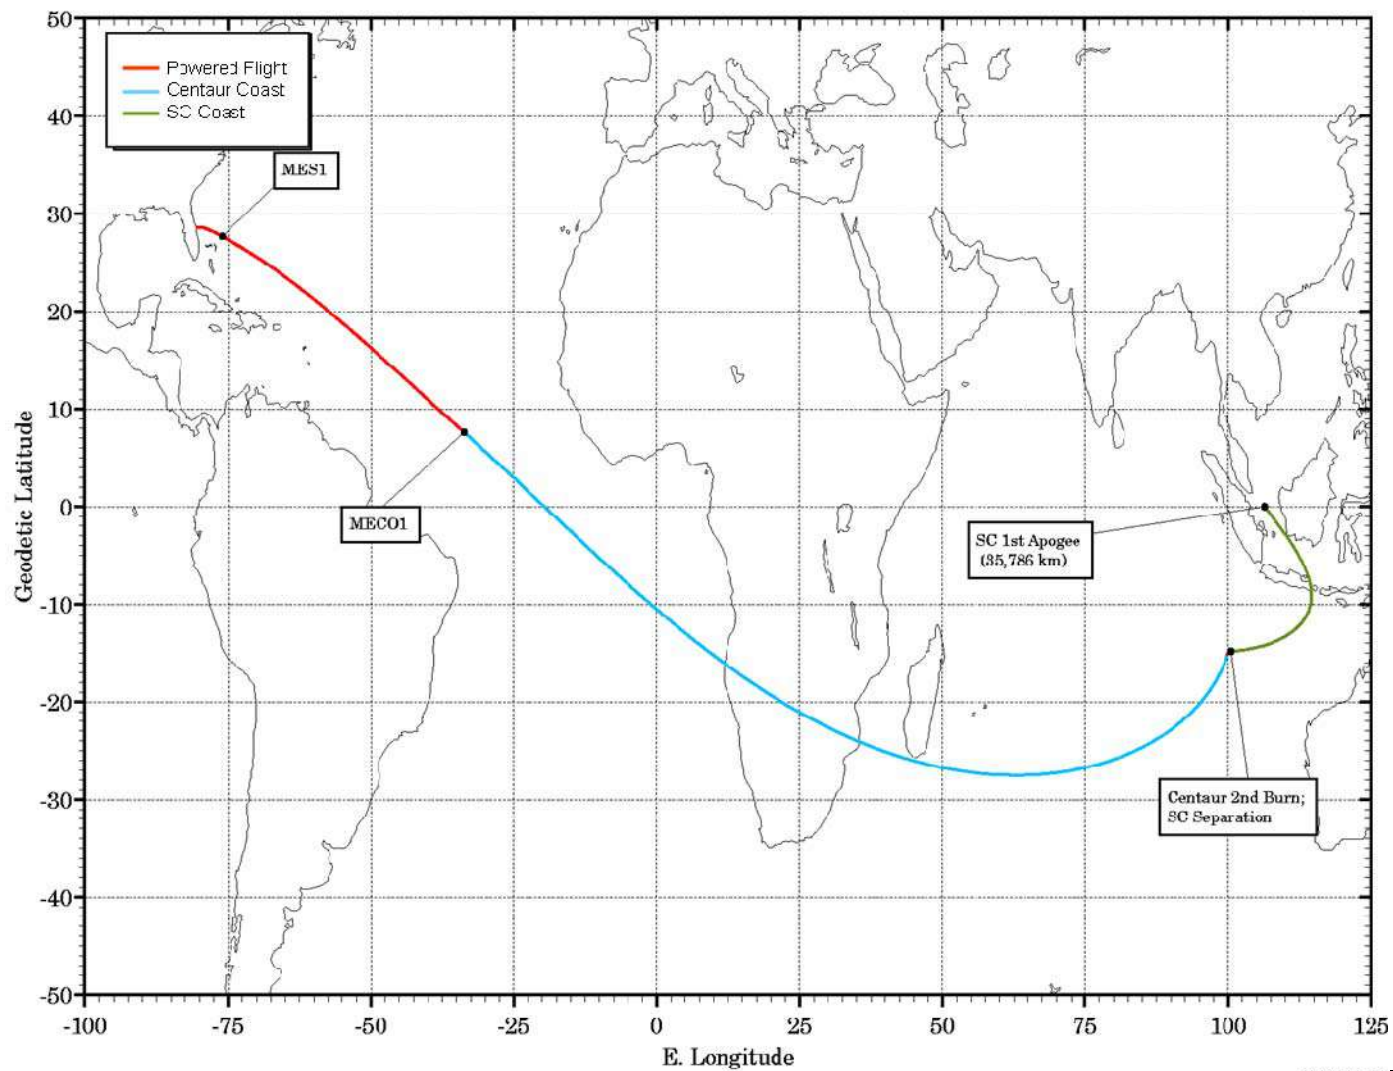 50
40
30
20
10
0
-10
-20
-30
-40
-50
Geodetic Latitude
Powered Flight
Centaur Coast
SC Coast
MES1
MECO1
SC 1st Apogee
(35,786 km)
Centaur 2nd Burn;
SC Separation
-100 -75 -50 -25 0 25 50 75 100 125
E. Longitude